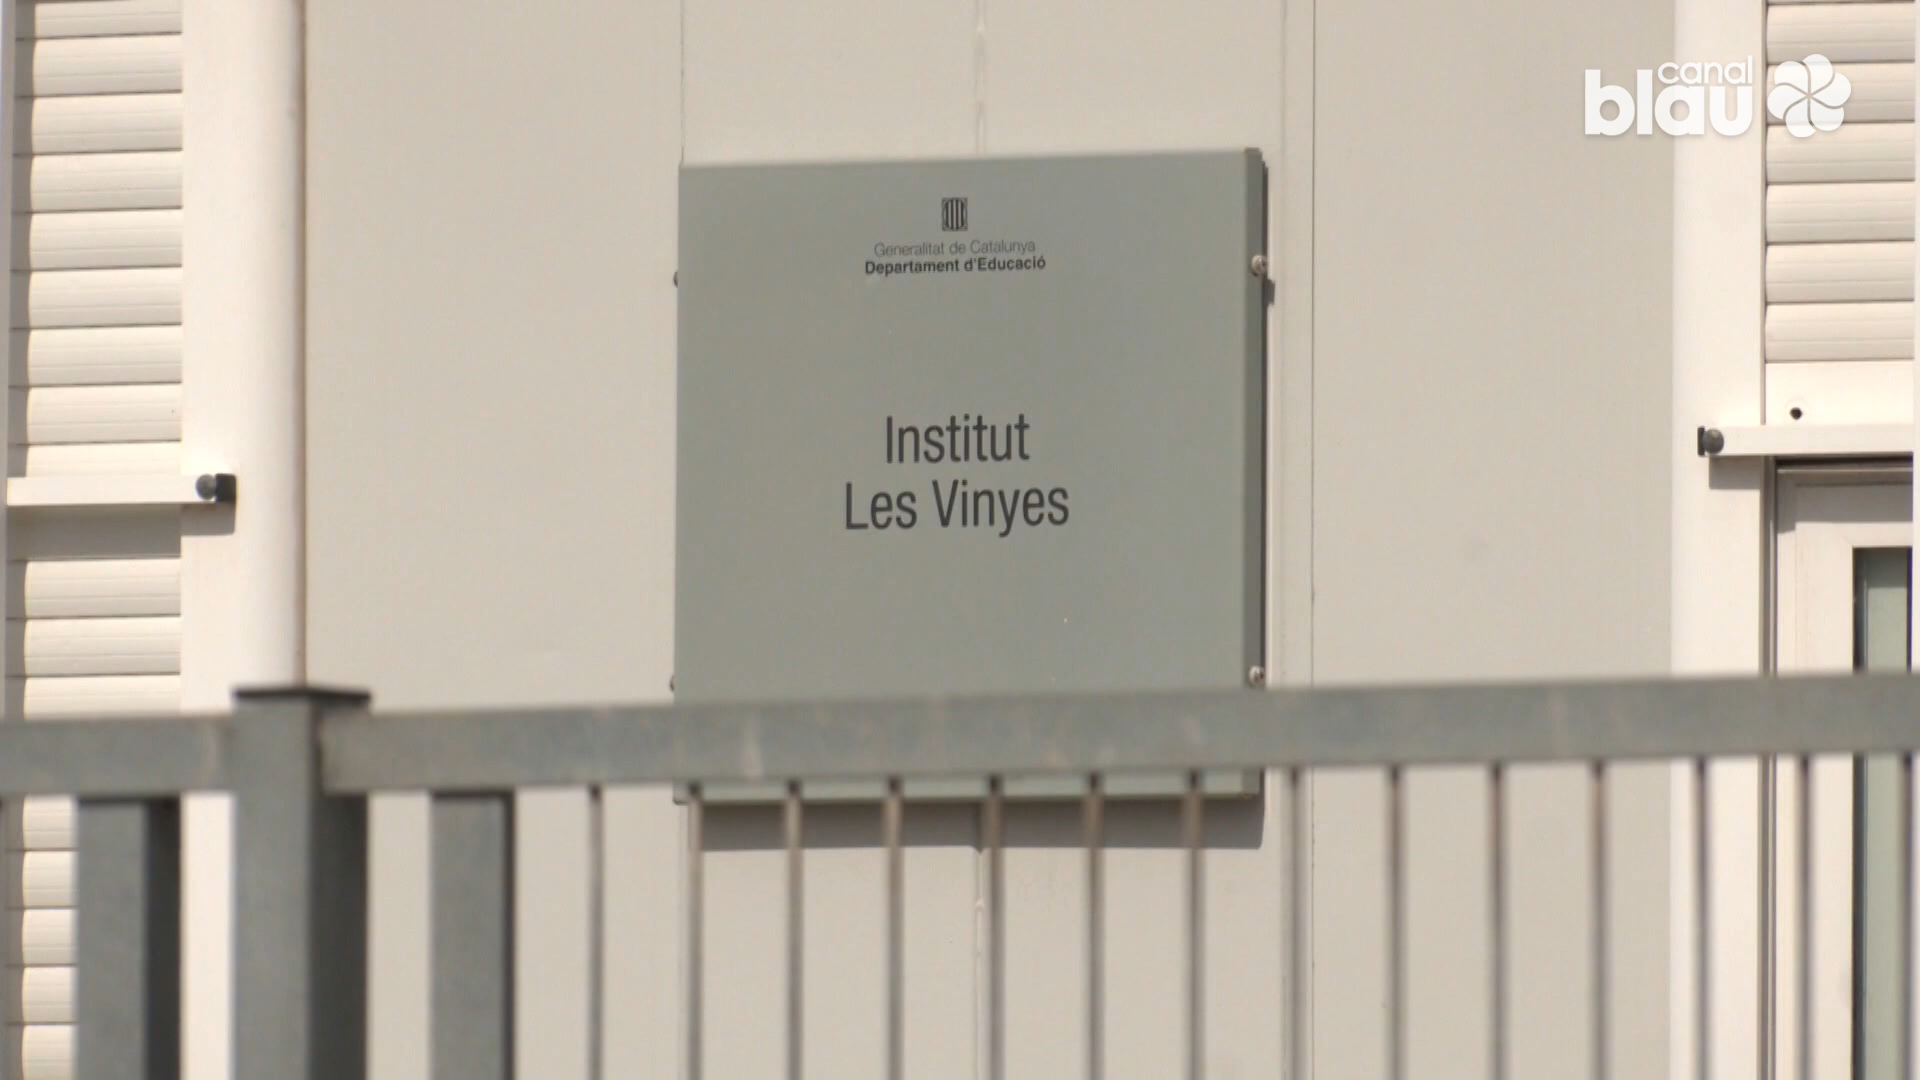 canal
blau
Generalitat de Catalunya
Departament d'Educació
Institut
Les Vinyes